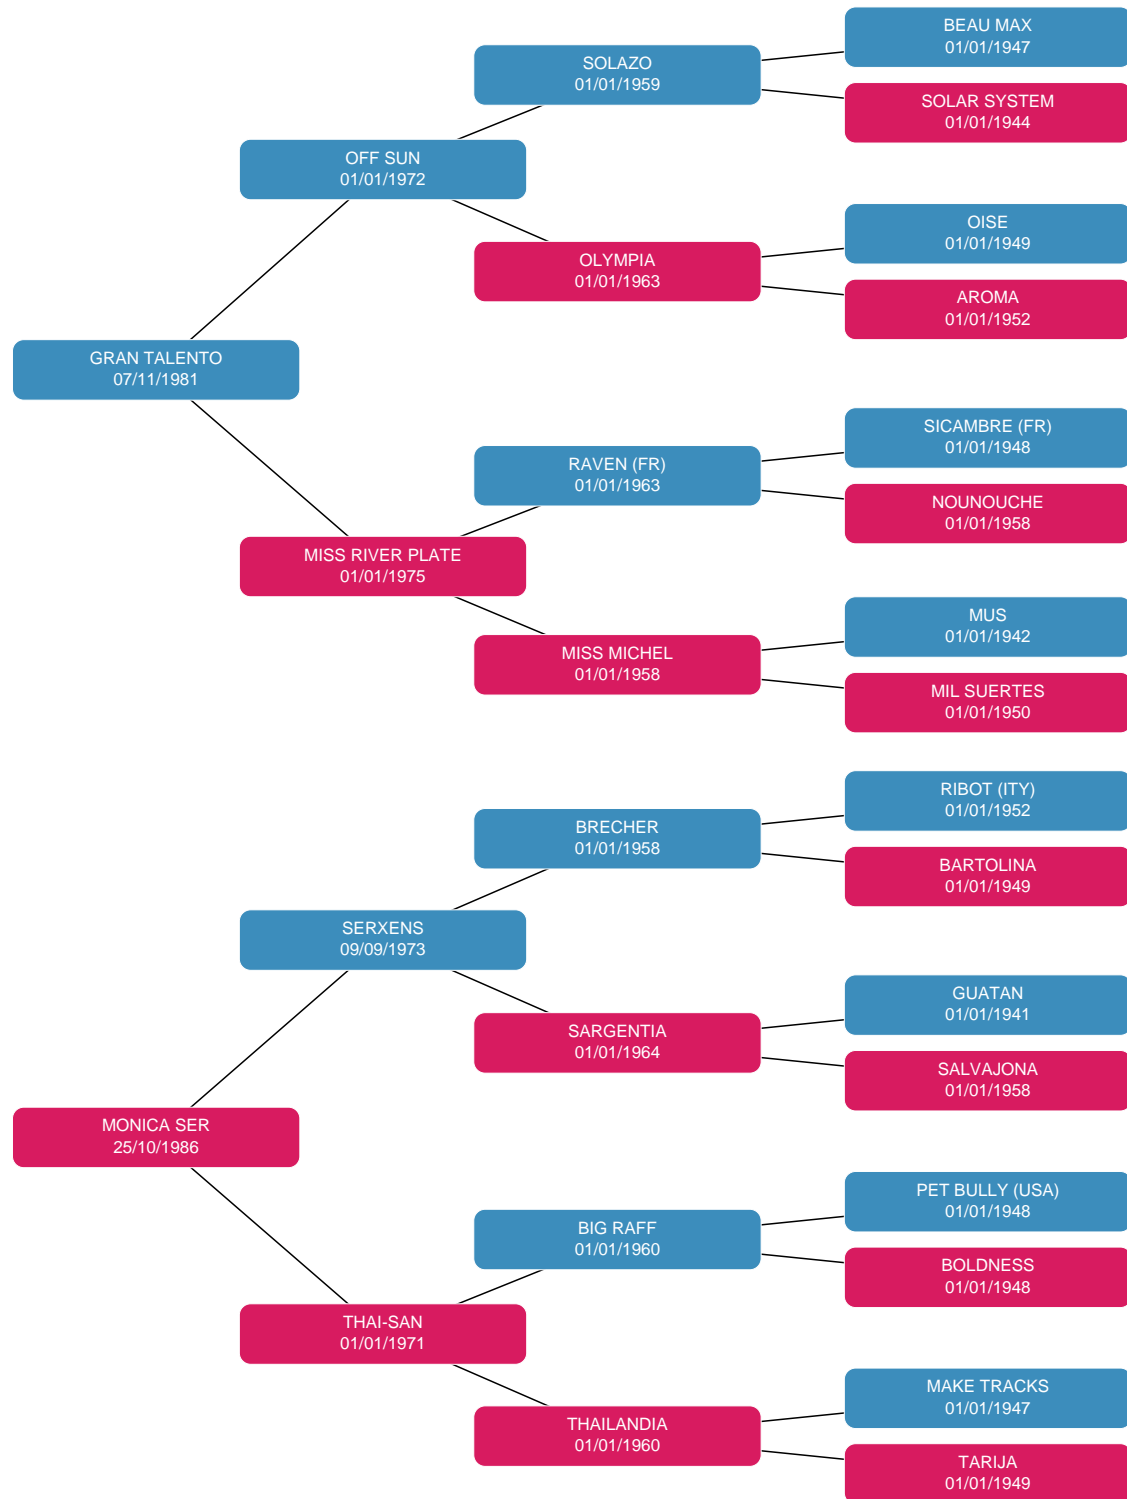 BEAU MAX
01/01/1947
SOLAZO
01/01/1959
SOLAR SYSTEM
01/01/1944
OFF SUN
01/01/1972
OISE
01/01/1949
OLYMPIA
01/01/1963
AROMA
01/01/1952
GRAN TALENTO
07/11/1981
SICAMBRE (FR)
01/01/1948
RAVEN (FR)
01/01/1963
NOUNOUCHE
01/01/1958
MISS RIVER PLATE
01/01/1975
MUS
01/01/1942
MISS MICHEL
01/01/1958
MIL SUERTES
01/01/1950
RIBOT (ITY)
01/01/1952
BRECHER
01/01/1958
BARTOLINA
01/01/1949
SERXENS
09/09/1973
GUATAN
01/01/1941
SARGENTIA
01/01/1964
SALVAJONA
01/01/1958
MONICA SER
25/10/1986
PET BULLY (USA)
01/01/1948
BIG RAFF
01/01/1960
BOLDNESS
01/01/1948
THAI-SAN
01/01/1971
MAKE TRACKS
01/01/1947
THAILANDIA
01/01/1960
TARIJA
01/01/1949